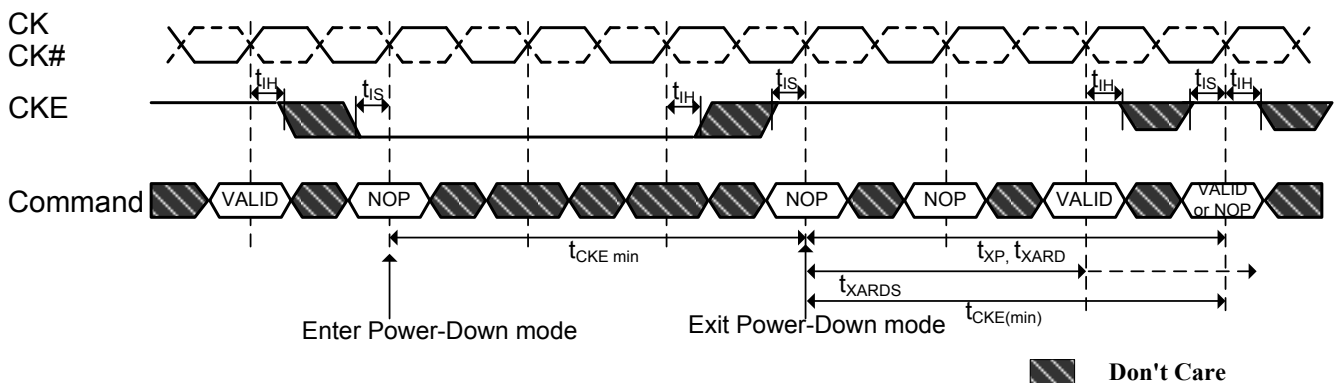 CK
CK#
tIH
tIS
tIH
tIS
tIH
tIS
tIH
CKE
Command
VALID
NOP
NOP
NOP
VALID
VALID
or NOP
tCKE min
tXP, tXARD
tXARDS
tCKE(min)
Enter Power-Down mode
Exit Power-Down mode
Don't Care